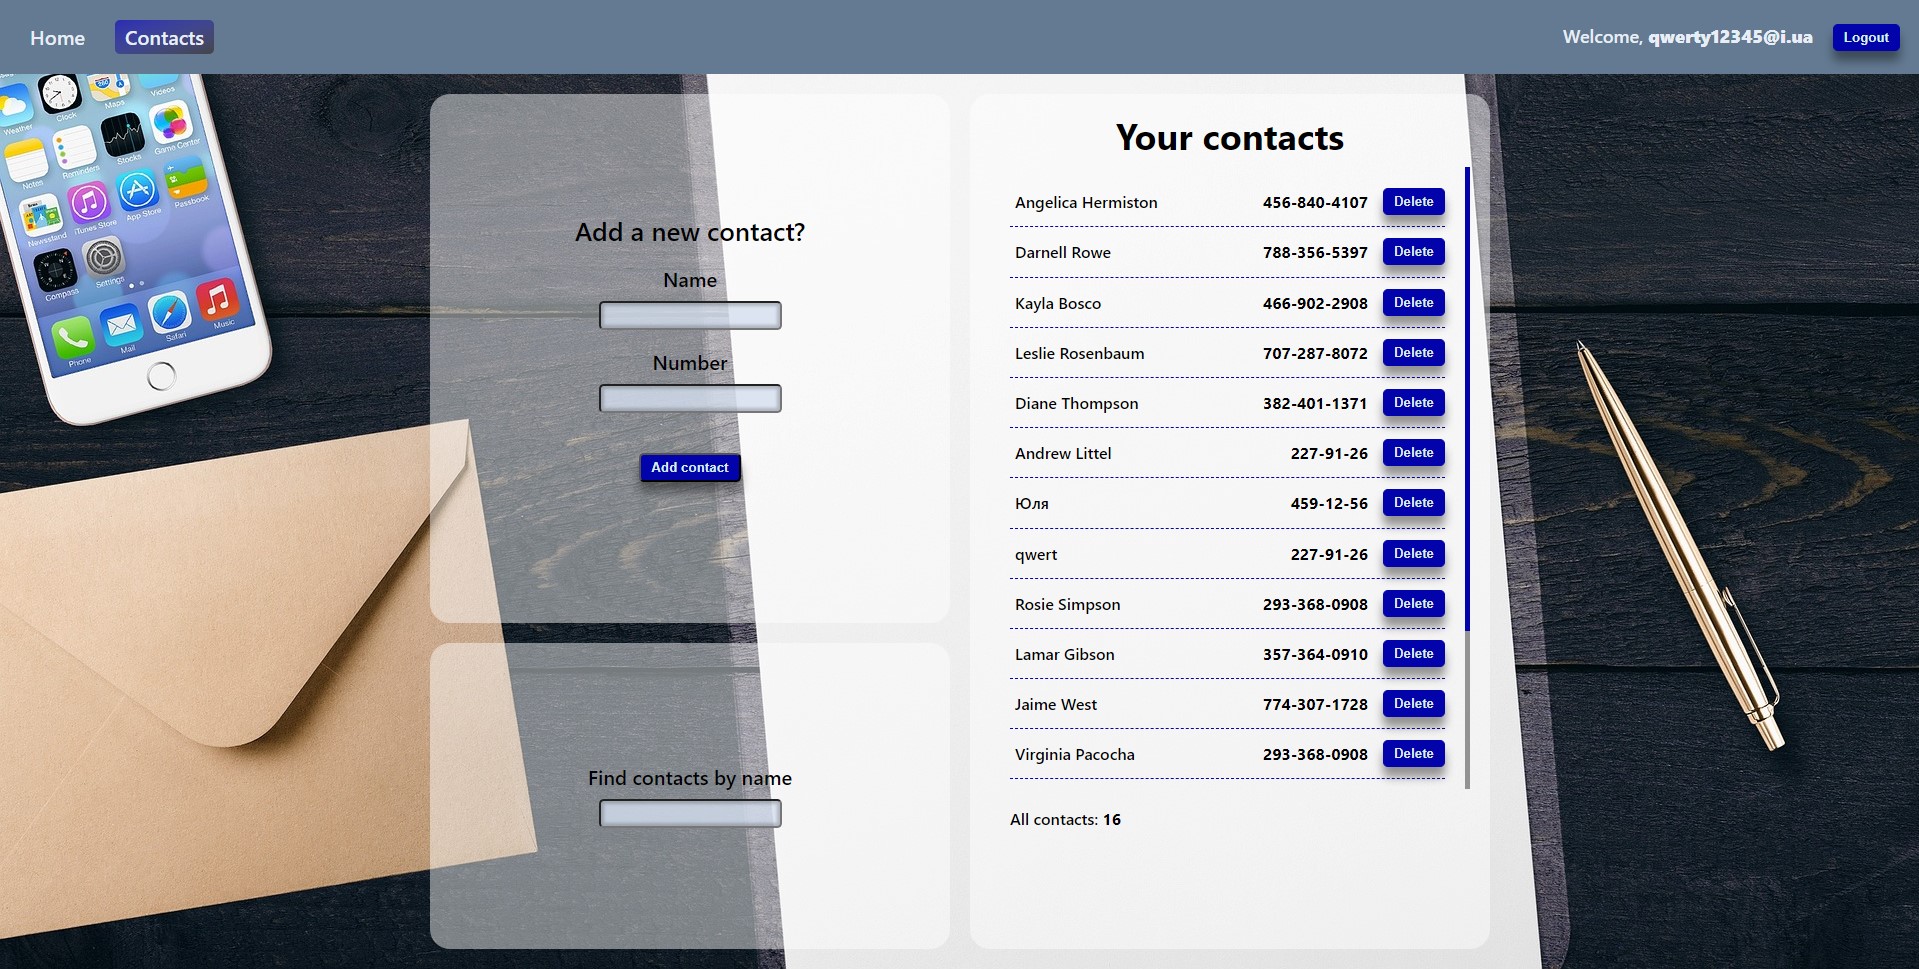 Home Contacts Welcome, qwerty12345@i.ua Logout
Weather Clock Maps Videos
Notes Reminders Stocks Game Center
Newsstand iTunes Store App Store Passbook
Compass Settings
Phone Mail Safari Music
Add a new contact?
Name
Number
Add contact
Find contacts by name
Your contacts
Angelica Hermiston 456-840-4107 Delete
Darnell Rowe 788-356-5397 Delete
Kayla Bosco 466-902-2908 Delete
Leslie Rosenbaum 707-287-8072 Delete
Diane Thompson 382-401-1371 Delete
Andrew Littel 227-91-26 Delete
Юля 459-12-56 Delete
qwert 227-91-26 Delete
Rosie Simpson 293-368-0908 Delete
Lamar Gibson 357-364-0910 Delete
Jaime West 774-307-1728 Delete
Virginia Pacocha 293-368-0908 Delete
All contacts: 16